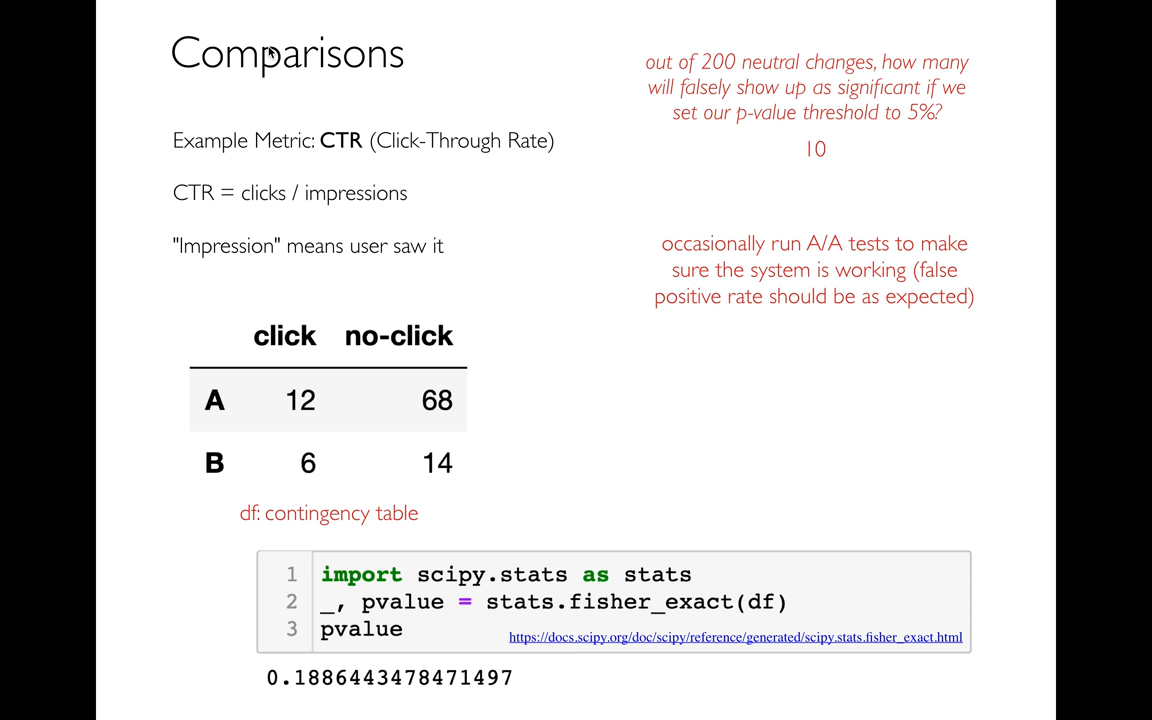 Comparisons
Example Metric: CTR (Click-Through Rate)
CTR = clicks / impressions
"Impression" means user saw it
out of 200 neutral changes, how many
will falsely show up as significant if we
set our p-value threshold to 5%?
10
occasionally run A/A tests to make
sure the system is working (false
positive rate should be as expected)
click no-click
A 12 68
B 6 14
df: contingency table
1 import scipy.stats as stats
2 _, pvalue = stats.fisher_exact(df)
3 pvalue
https://docs.scipy.org/doc/scipy/reference/generated/scipy.stats.fisher_exact.html
0.1886443478471497